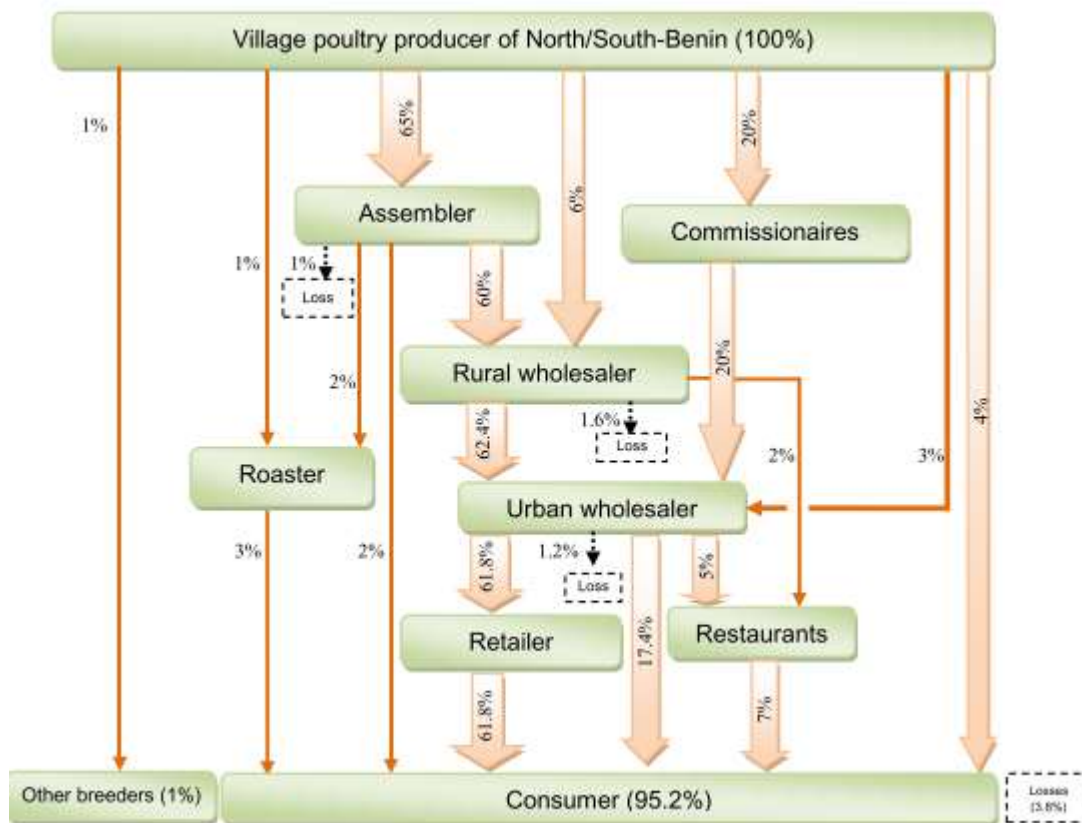 Village poultry producer of North/South-Benin (100%)
1%
65%
6%
20%
Assembler
Commissionaires
1%
1%
Loss
60%
20%
4%
Rural wholesaler
2%
62.4%
1.6%
Loss
2%
3%
Roaster
Urban wholesaler
3%
2%
61.8%
1.2%
Loss
5%
17.4%
Retailer
Restaurants
61.8%
7%
Other breeders (1%)
Consumer (95.2%)
Losses
(3.8%)